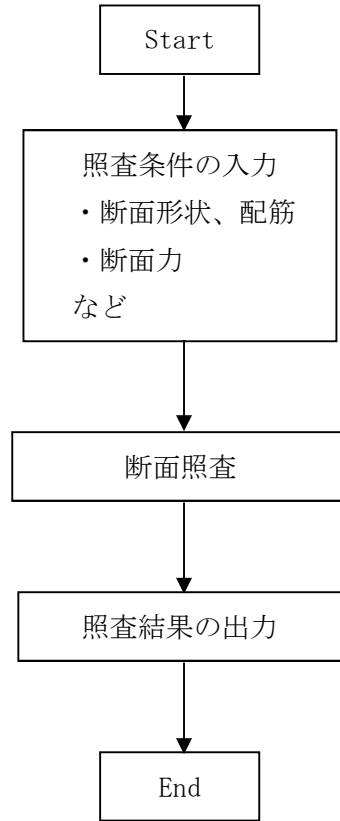 Start
照査条件の入力
・断面形状、配筋
・断面力
など
断面照査
照査結果の出力
End